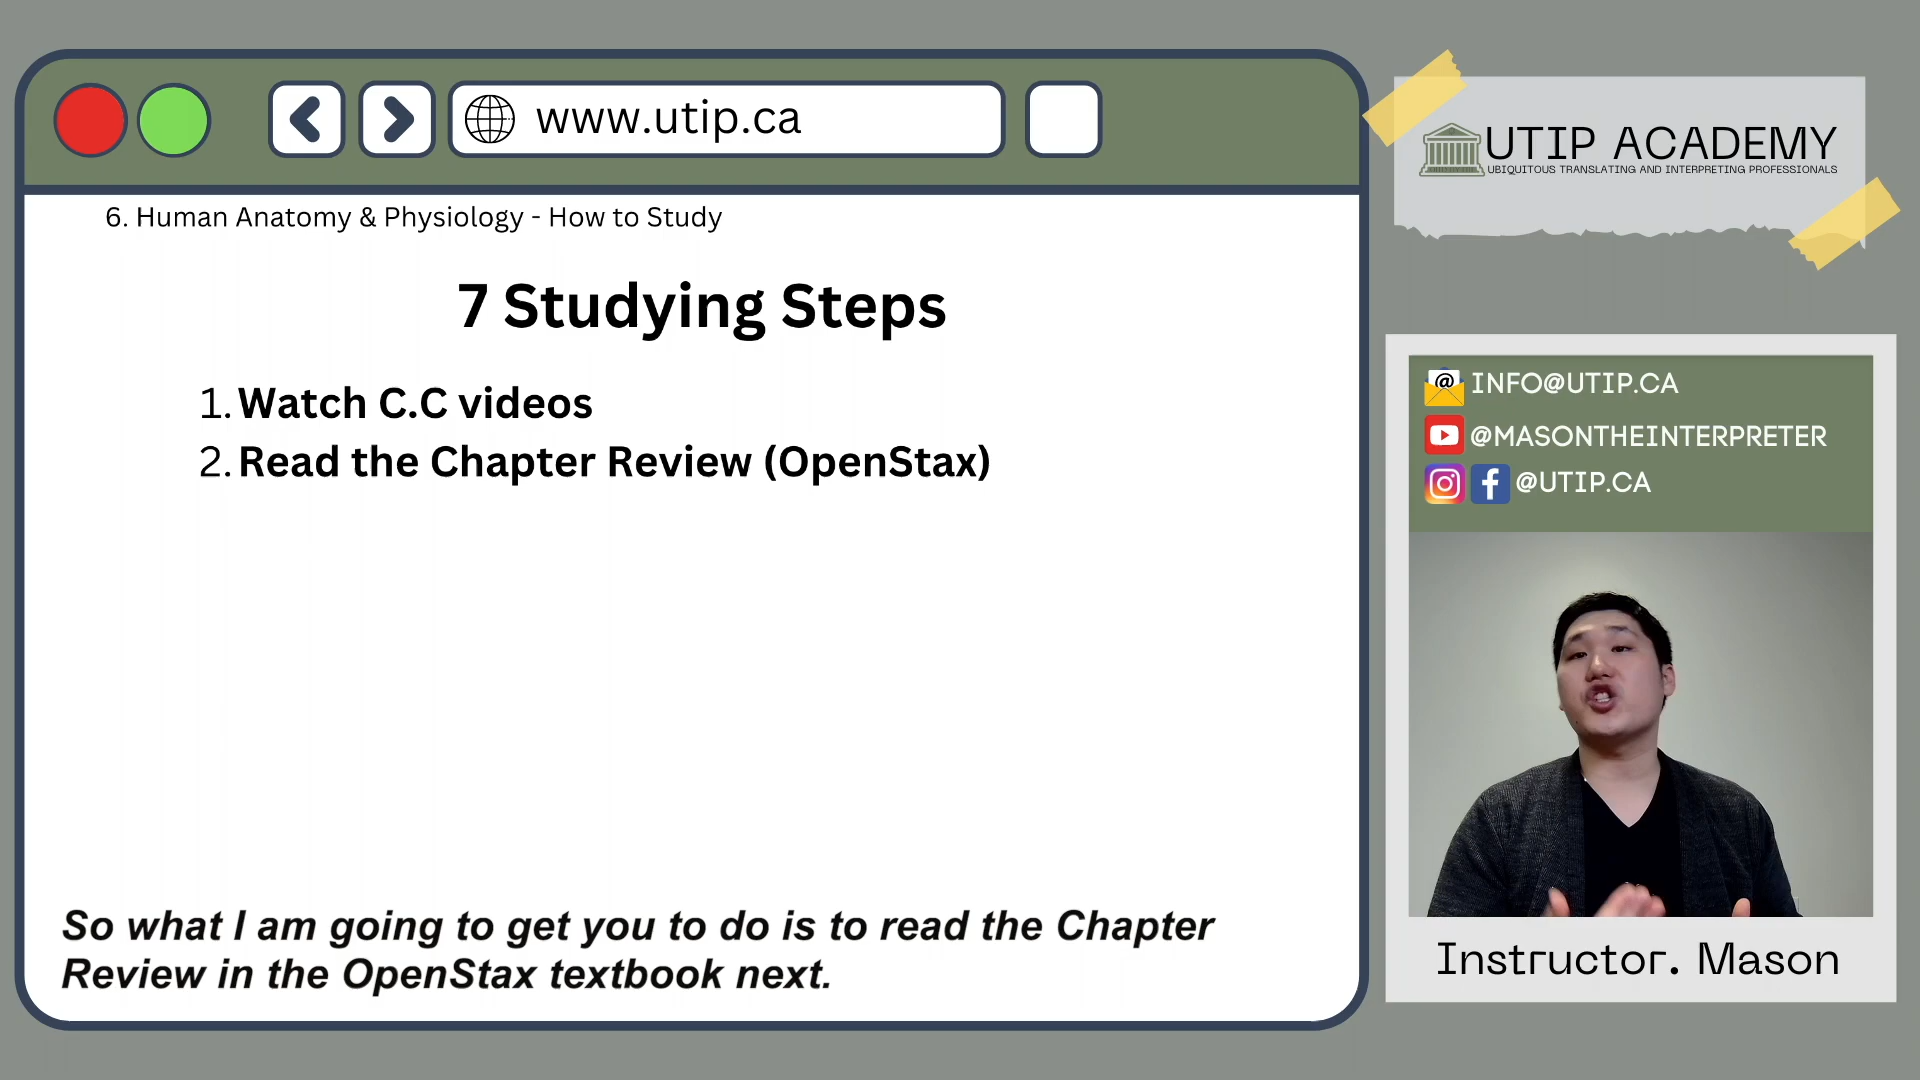 www.utip.ca
6. Human Anatomy & Physiology - How to Study
7 Studying Steps
1. Watch C.C videos
2. Read the Chapter Review (OpenStax)
So what I am going to get you to do is to read the Chapter
Review in the OpenStax textbook next.
UTIP ACADEMY
UBIQUITOUS TRANSLATING AND INTERPRETING PROFESSIONALS
@ INFO@UTIP.CA
@MASONTHEINTERPRETER
@UTIP.CA
Instructor. Mason